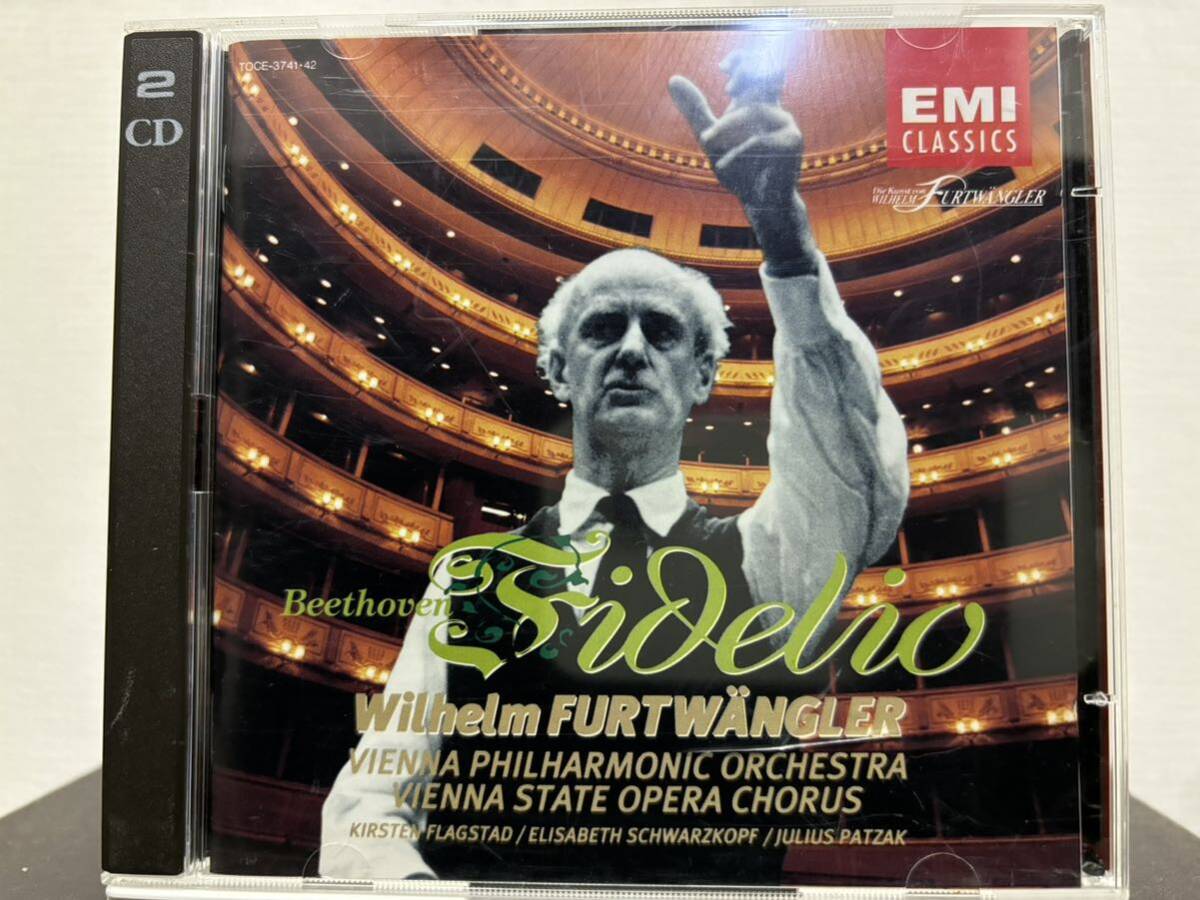 2
CD
TOCE-3741・42
EMI
CLASSICS
Die Kunst von
WILHELM FURTWÄNGLER
Beethoven
Fidelio
Wilhelm FURTWÄNGLER
VIENNA PHILHARMONIC ORCHESTRA
VIENNA STATE OPERA CHORUS
KIRSTEN FLAGSTAD / ELISABETH SCHWARZKOPF / JULIUS PATZAK